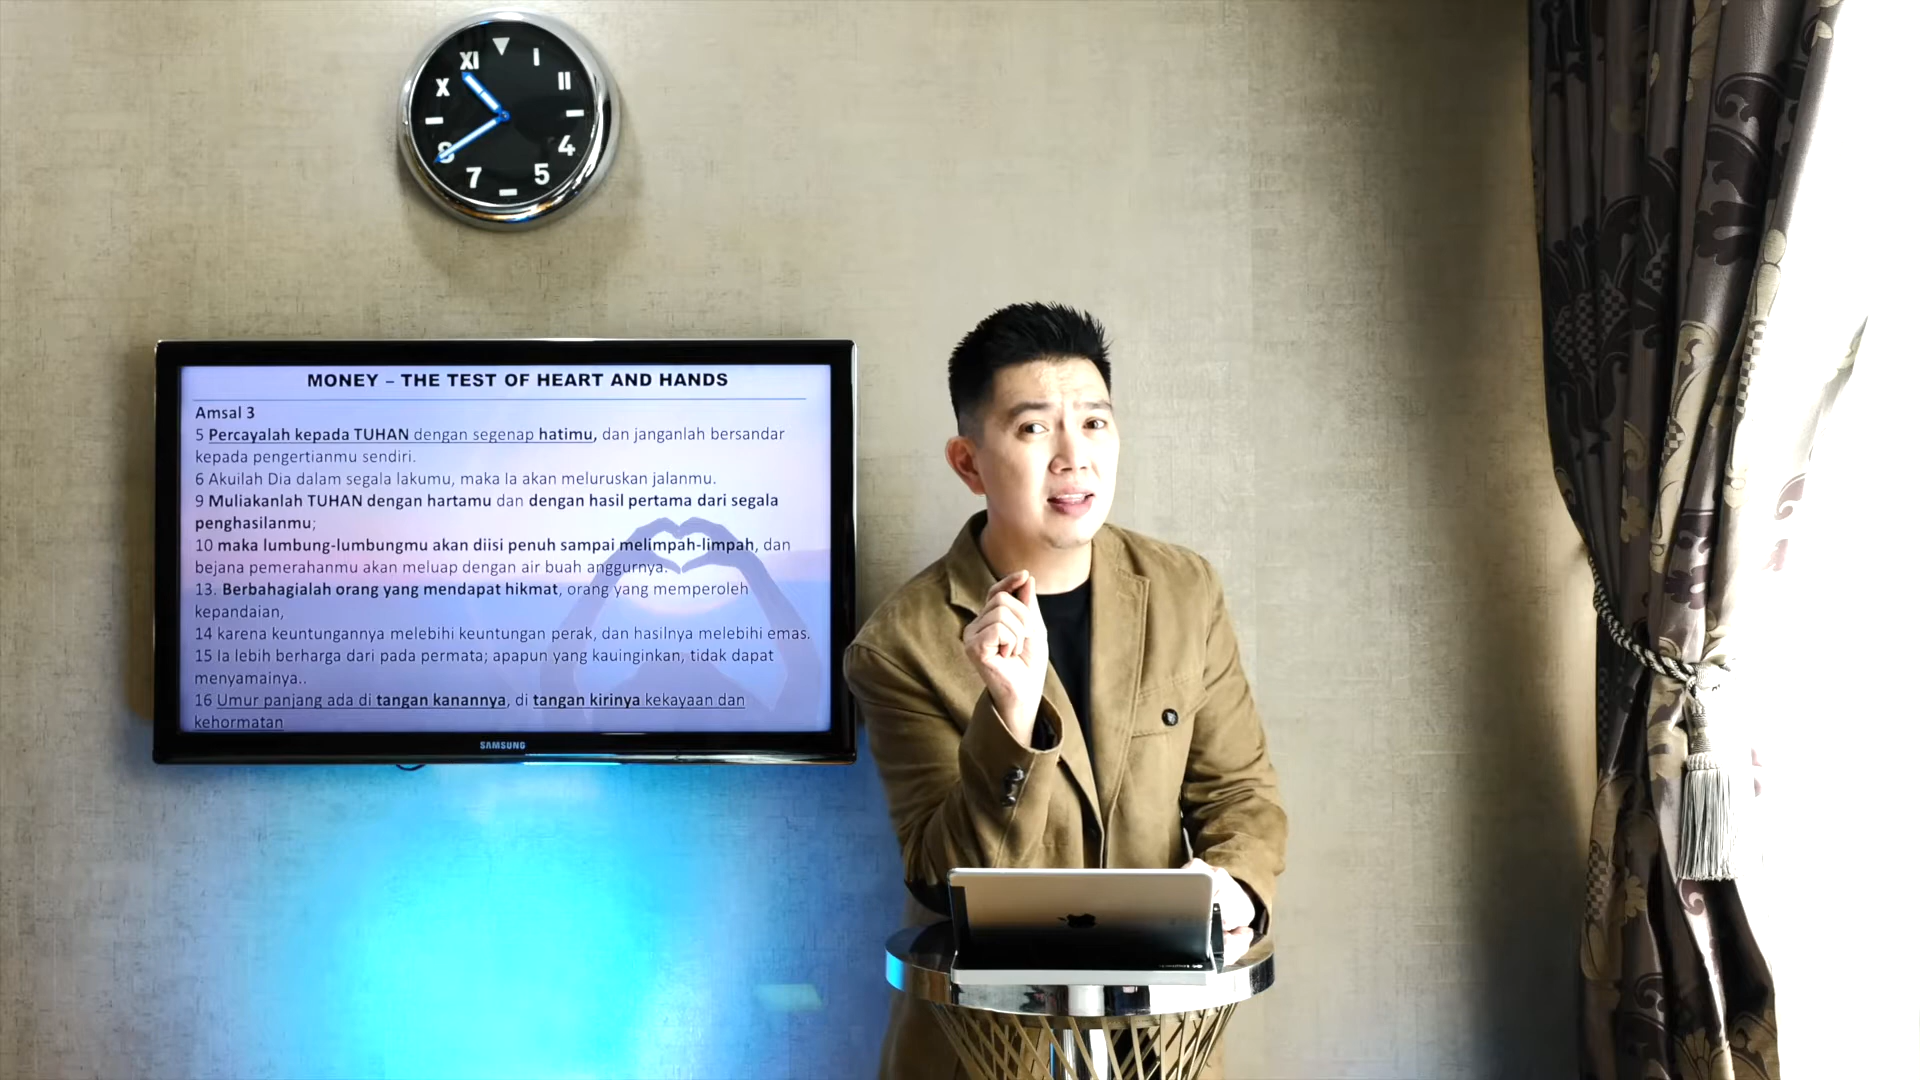 XI I
X II
8 4
7 5
MONEY – THE TEST OF HEART AND HANDS
Amsal 3
5 Percayalah kepada TUHAN dengan segenap hatimu, dan janganlah bersandar
kepada pengertianmu sendiri.
6 Akuilah Dia dalam segala lakumu, maka Ia akan meluruskan jalanmu.
9 Muliakanlah TUHAN dengan hartamu dan dengan hasil pertama dari segala
penghasilanmu;
10 maka lumbung-lumbungmu akan diisi penuh sampai melimpah-limpah, dan
bejana pemerahanmu akan meluap dengan air buah anggurnya.
13. Berbahagialah orang yang mendapat hikmat, orang yang memperoleh
kepandaian,
14 karena keuntungannya melebihi keuntungan perak, dan hasilnya melebihi emas.
15 Ia lebih berharga dari pada permata; apapun yang kauinginkan, tidak dapat
menyamainya..
16 Umur panjang ada di tangan kanannya, di tangan kirinya kekayaan dan
kehormatan
SAMSUNG